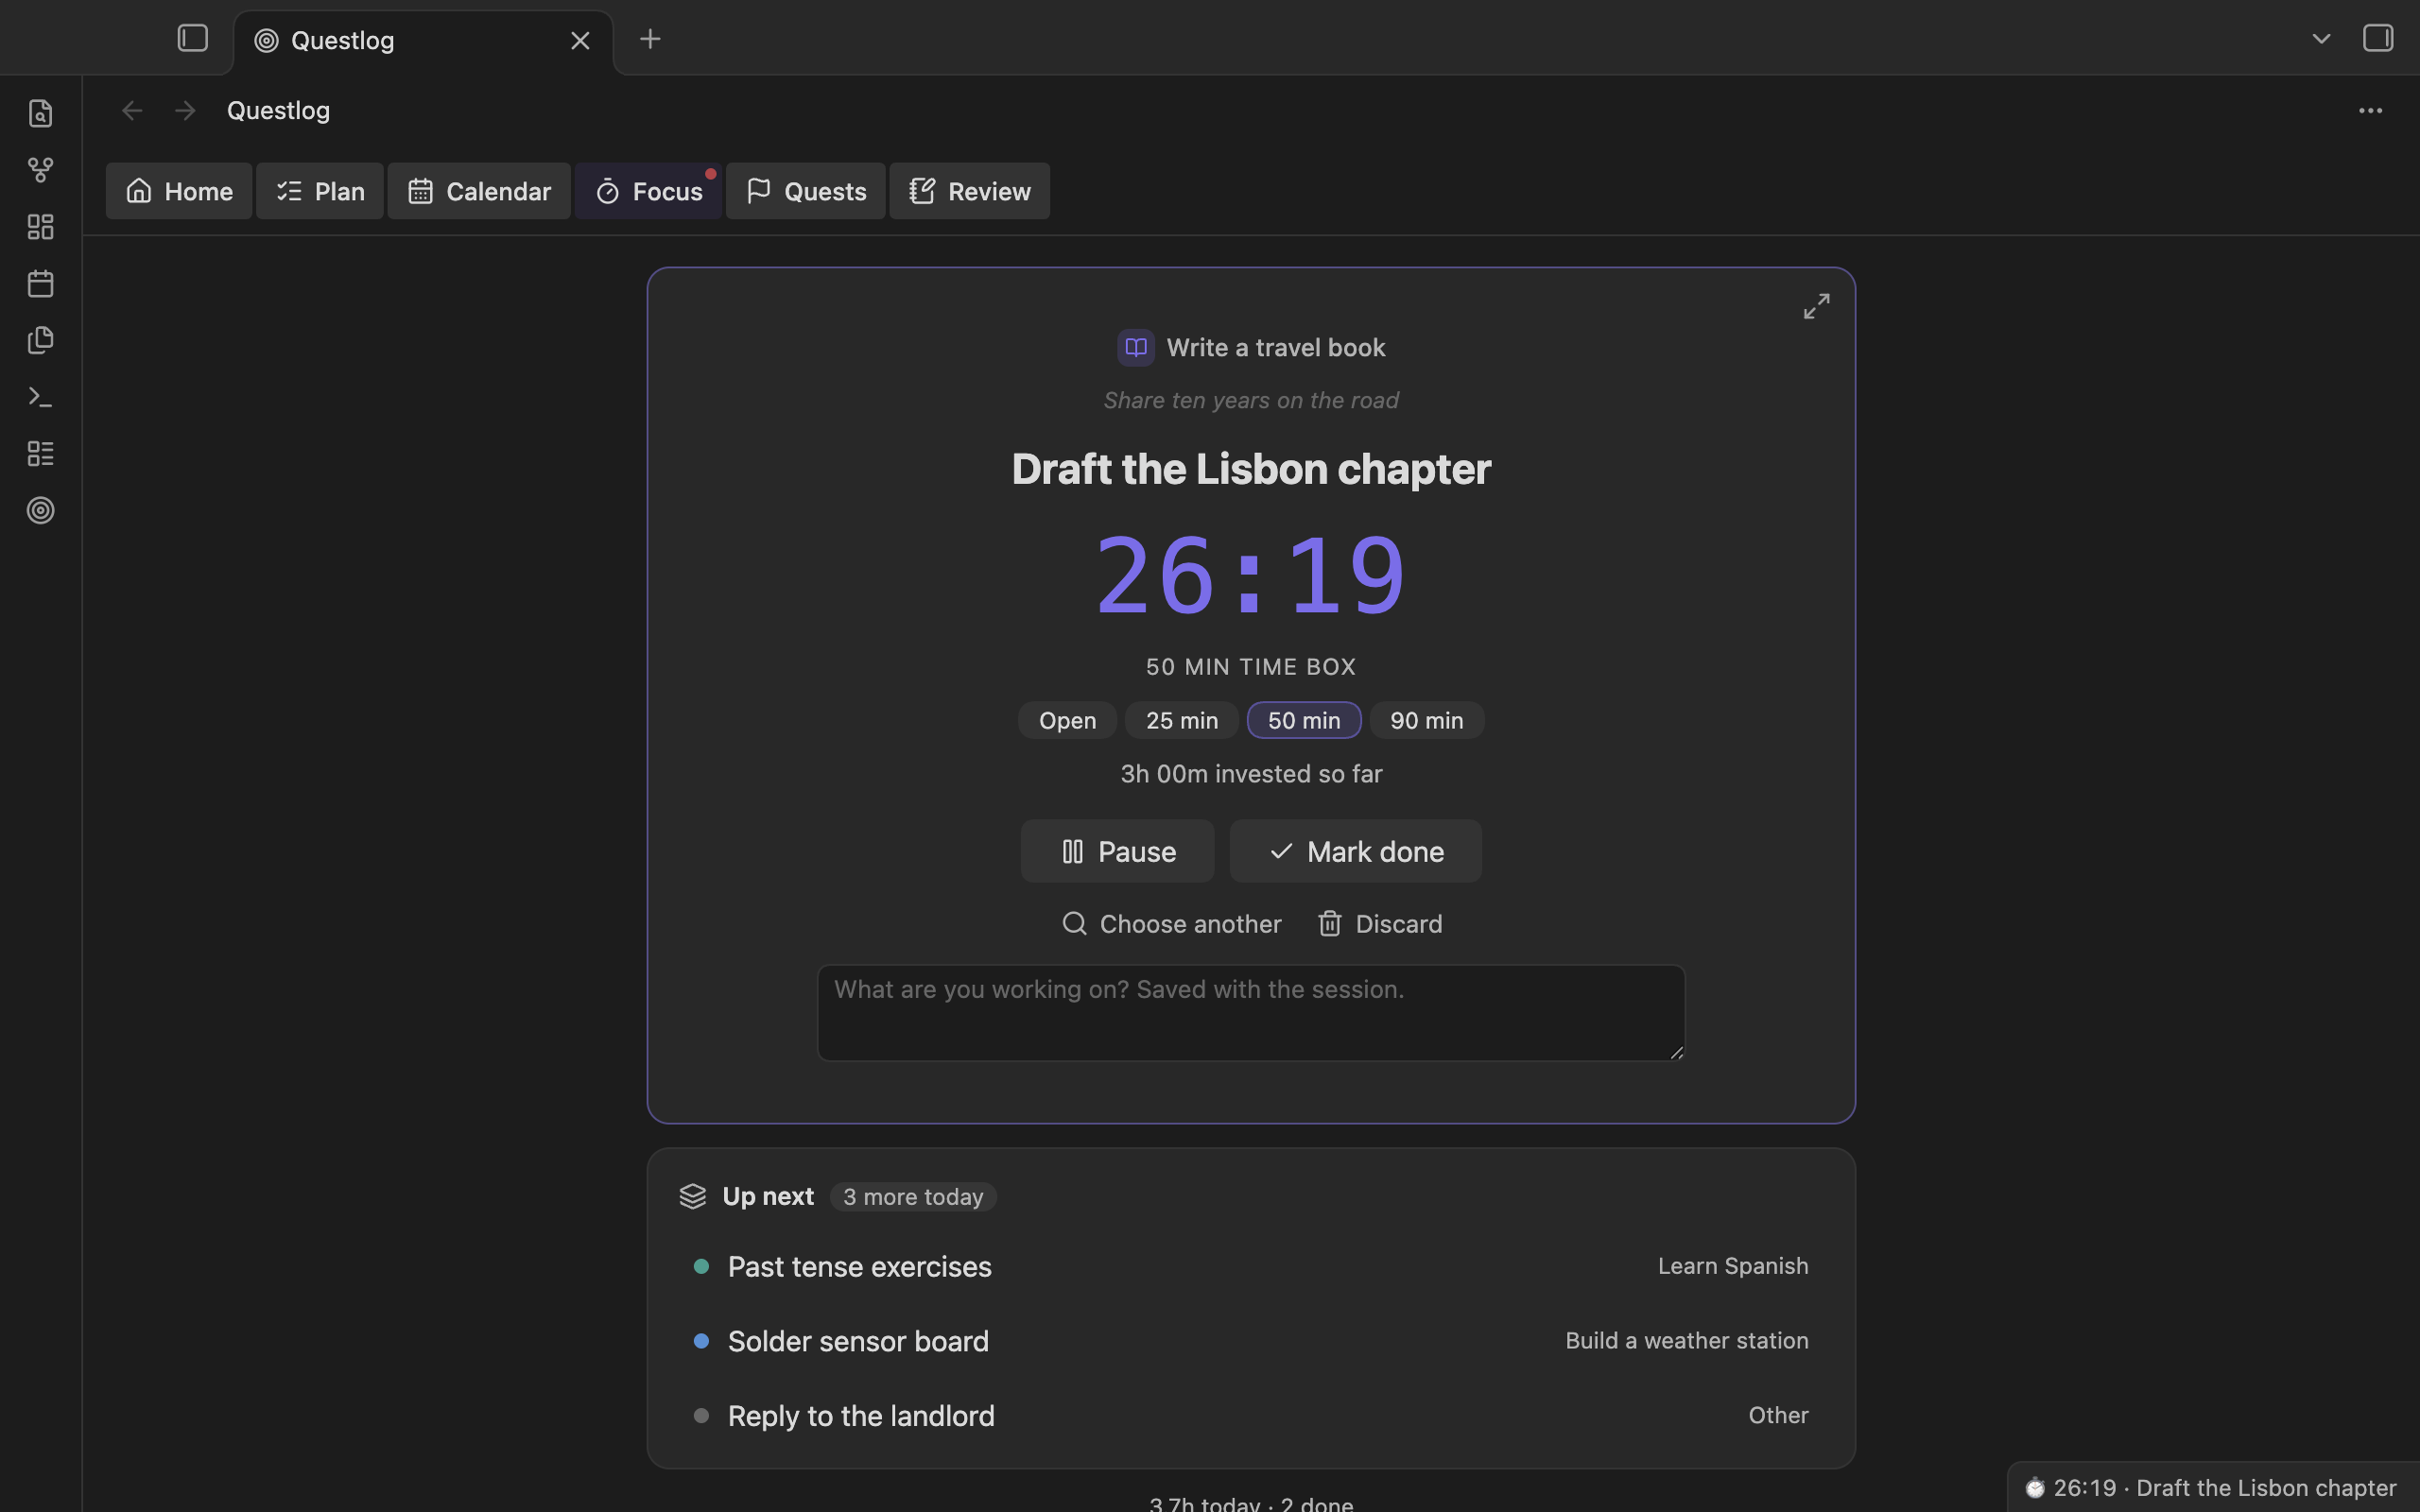 Questlog
Questlog
Home
Plan
Calendar
Focus
Quests
Review
Write a travel book
Share ten years on the road
Draft the Lisbon chapter
26:19
50 MIN TIME BOX
Open
25 min
50 min
90 min
3h 00m invested so far
Pause
Mark done
Choose another
Discard
What are you working on? Saved with the session.
Up next
3 more today
Past tense exercises
Learn Spanish
Solder sensor board
Build a weather station
Reply to the landlord
Other
3.7h today · 2 done
26:19 · Draft the Lisbon chapter